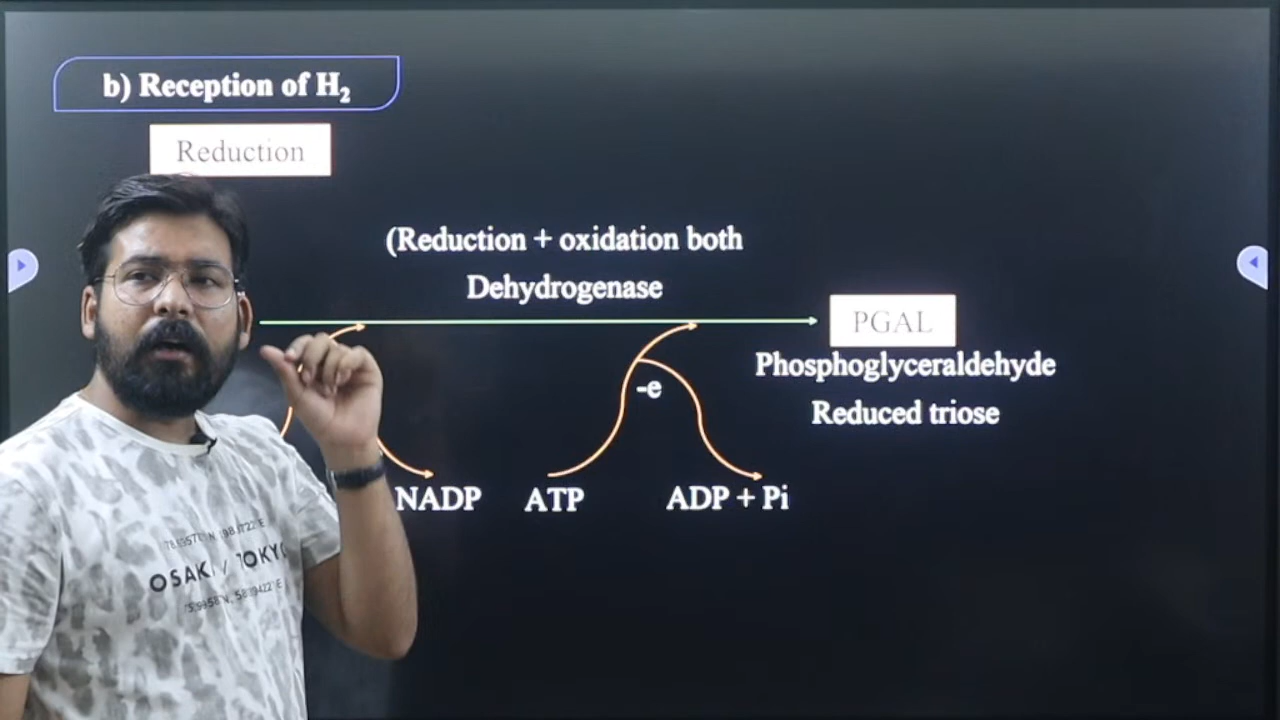 b) Reception of H₂
Reduction
(Reduction + oxidation both
Dehydrogenase
PGAL
Phosphoglyceraldehyde
Reduced triose
-e
NADP
ATP
ADP + Pi
OSAKA / TOKYO